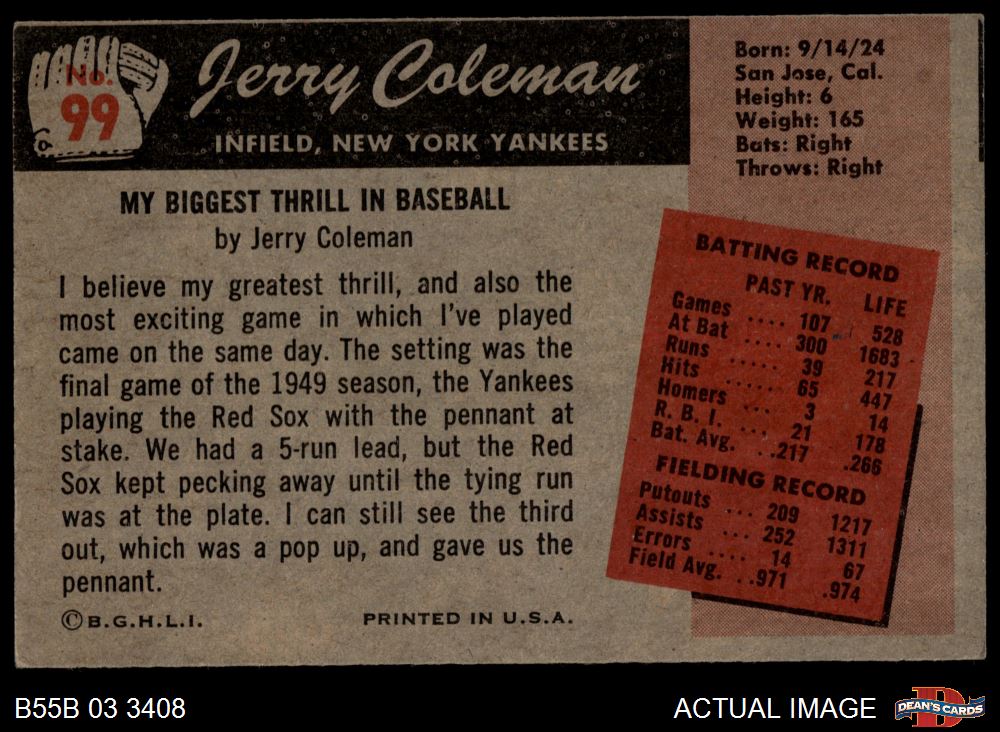 No.
99
Jerry Coleman
INFIELD, NEW YORK YANKEES
Born: 9/14/24
San Jose, Cal.
Height: 6
Weight: 165
Bats: Right
Throws: Right
MY BIGGEST THRILL IN BASEBALL
by Jerry Coleman
I believe my greatest thrill, and also the
most exciting game in which I've played
came on the same day. The setting was the
final game of the 1949 season, the Yankees
playing the Red Sox with the pennant at
stake. We had a 5-run lead, but the Red
Sox kept pecking away until the tying run
was at the plate. I can still see the third
out, which was a pop up, and gave us the
pennant.
©B.G.H.L.I. PRINTED IN U.S.A.
BATTING RECORD
PAST YR. LIFE
Games .... 107 528
At Bat .... 300 1683
Runs ..... 39 217
Hits ...... 65 447
Homers ... 3 14
R. B. I. ... 21 178
Bat. Avg. ..217 .266
FIELDING RECORD
Putouts ... 209 1217
Assists ... 252 1311
Errors .... 14 67
Field Avg. ..971 .974
B55B 03 3408
ACTUAL IMAGE
DEAN'S CARDS